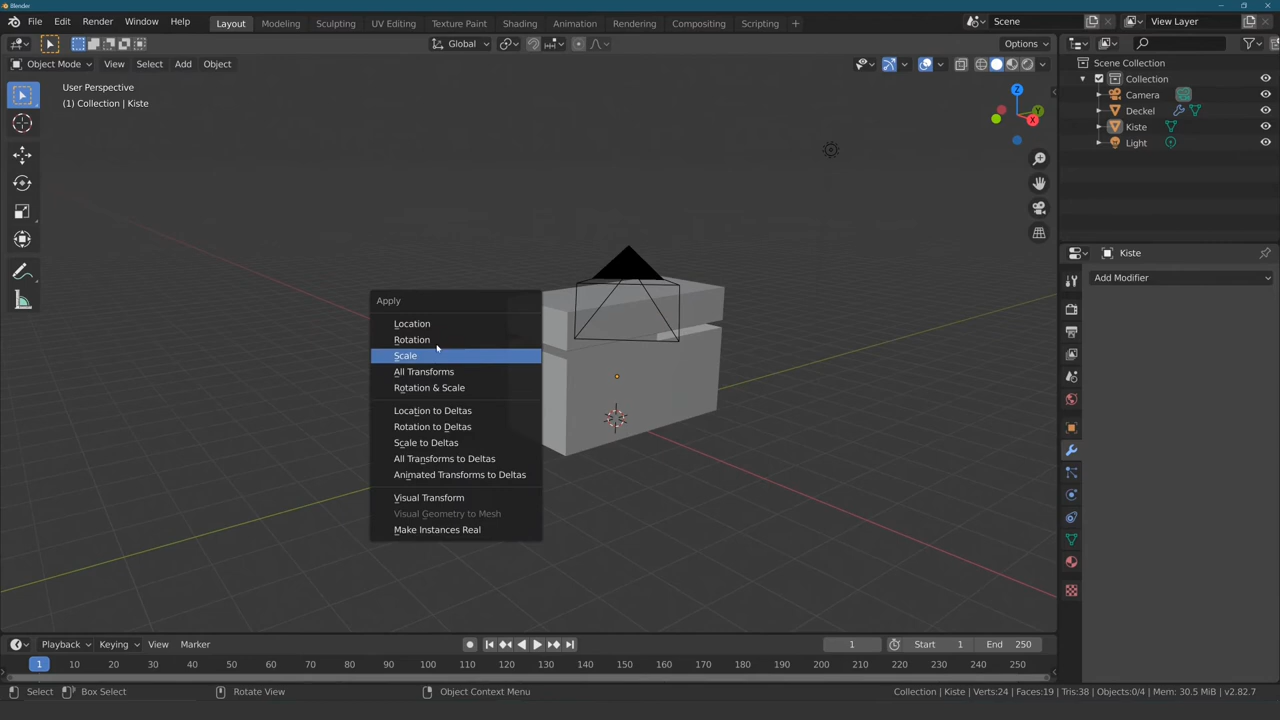 Blender
File Edit Render Window Help
Layout Modeling Sculpting UV Editing Texture Paint Shading Animation Rendering Compositing Scripting +
Scene
View Layer
Global
Options
Object Mode View Select Add Object
User Perspective
(1) Collection | Kiste
Z
Y
X
Scene Collection
Collection
Camera
Deckel
Kiste
Light
Kiste
Add Modifier
Apply
Location
Rotation
Scale
All Transforms
Rotation & Scale
Location to Deltas
Rotation to Deltas
Scale to Deltas
All Transforms to Deltas
Animated Transforms to Deltas
Visual Transform
Visual Geometry to Mesh
Make Instances Real
Playback Keying View Marker
1 Start 1 End 250
1 10 20 30 40 50 60 70 80 90 100 110 120 130 140 150 160 170 180 190 200 210 220 230 240 250
Select Box Select Rotate View Object Context Menu
Collection | Kiste | Verts:24 | Faces:19 | Tris:38 | Objects:0/4 | Mem: 30.5 MiB | v2.82.7